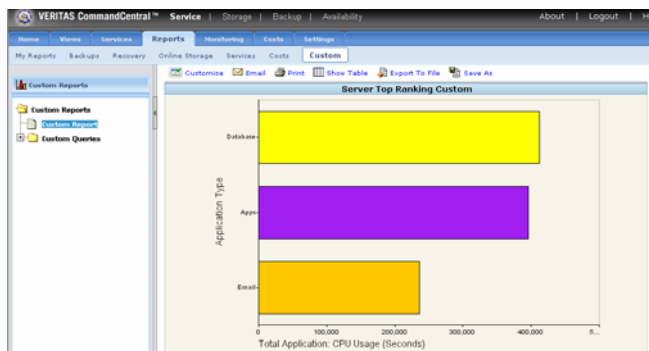 VERITAS CommandCentral™ Service | Storage | Backup | Availability About | Logout | H
Home Views Services Reports Monitoring Costs Settings
My Reports Backups Recovery Online Storage Services Costs Custom
Custom Reports
Customize Email Print Show Table Export To File Save As
Custom Reports
Custom Report
Custom Queries
Server Top Ranking Custom
Application Type
Database
Apps
Email
0 100,000 200,000 300,000 400,000 5...
Total Application: CPU Usage (Seconds)